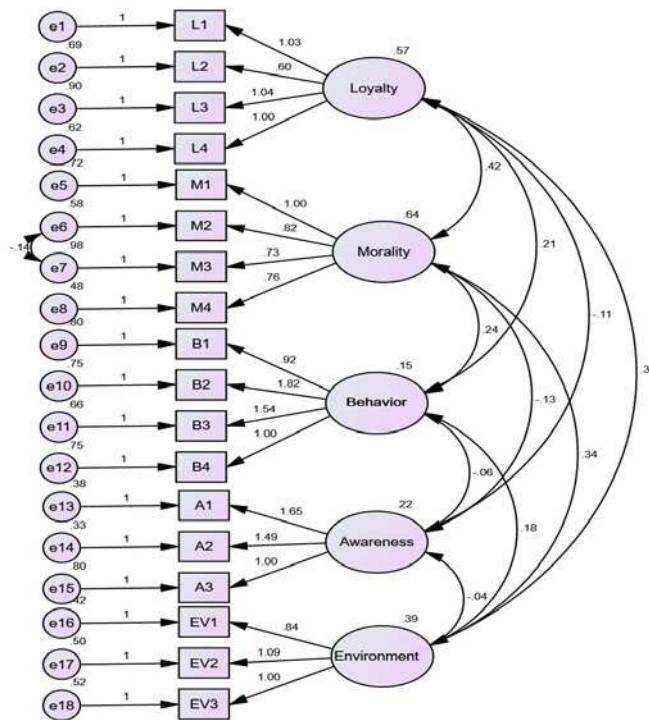 e1 1 L1
.69
e2 1 L2
.90
e3 1 L3
.62
e4 1 L4
.72
e5 1 M1
.58
e6 1 M2
.98
-.14
e7 1 M3
.48
e8 1 M4
e9 1 B1
.75
e10 1 B2
.66
e11 1 B3
.75
e12 1 B4
.38
e13 1 A1
.33
e14 1 A2
.80
e15 1 A3
.42
e16 1 EV1
.50
e17 1 EV2
.52
e18 1 EV3
1.03
.60
1.04
1.00
.57
Loyalty
1.00
.82
.73
.76
.64
Morality
.92
1.82
1.54
1.00
.15
Behavior
1.65
1.49
1.00
.22
Awareness
.84
1.09
1.00
.39
Environment
.42
.21
-.11
.24
-.13
.34
-.06
.18
-.04